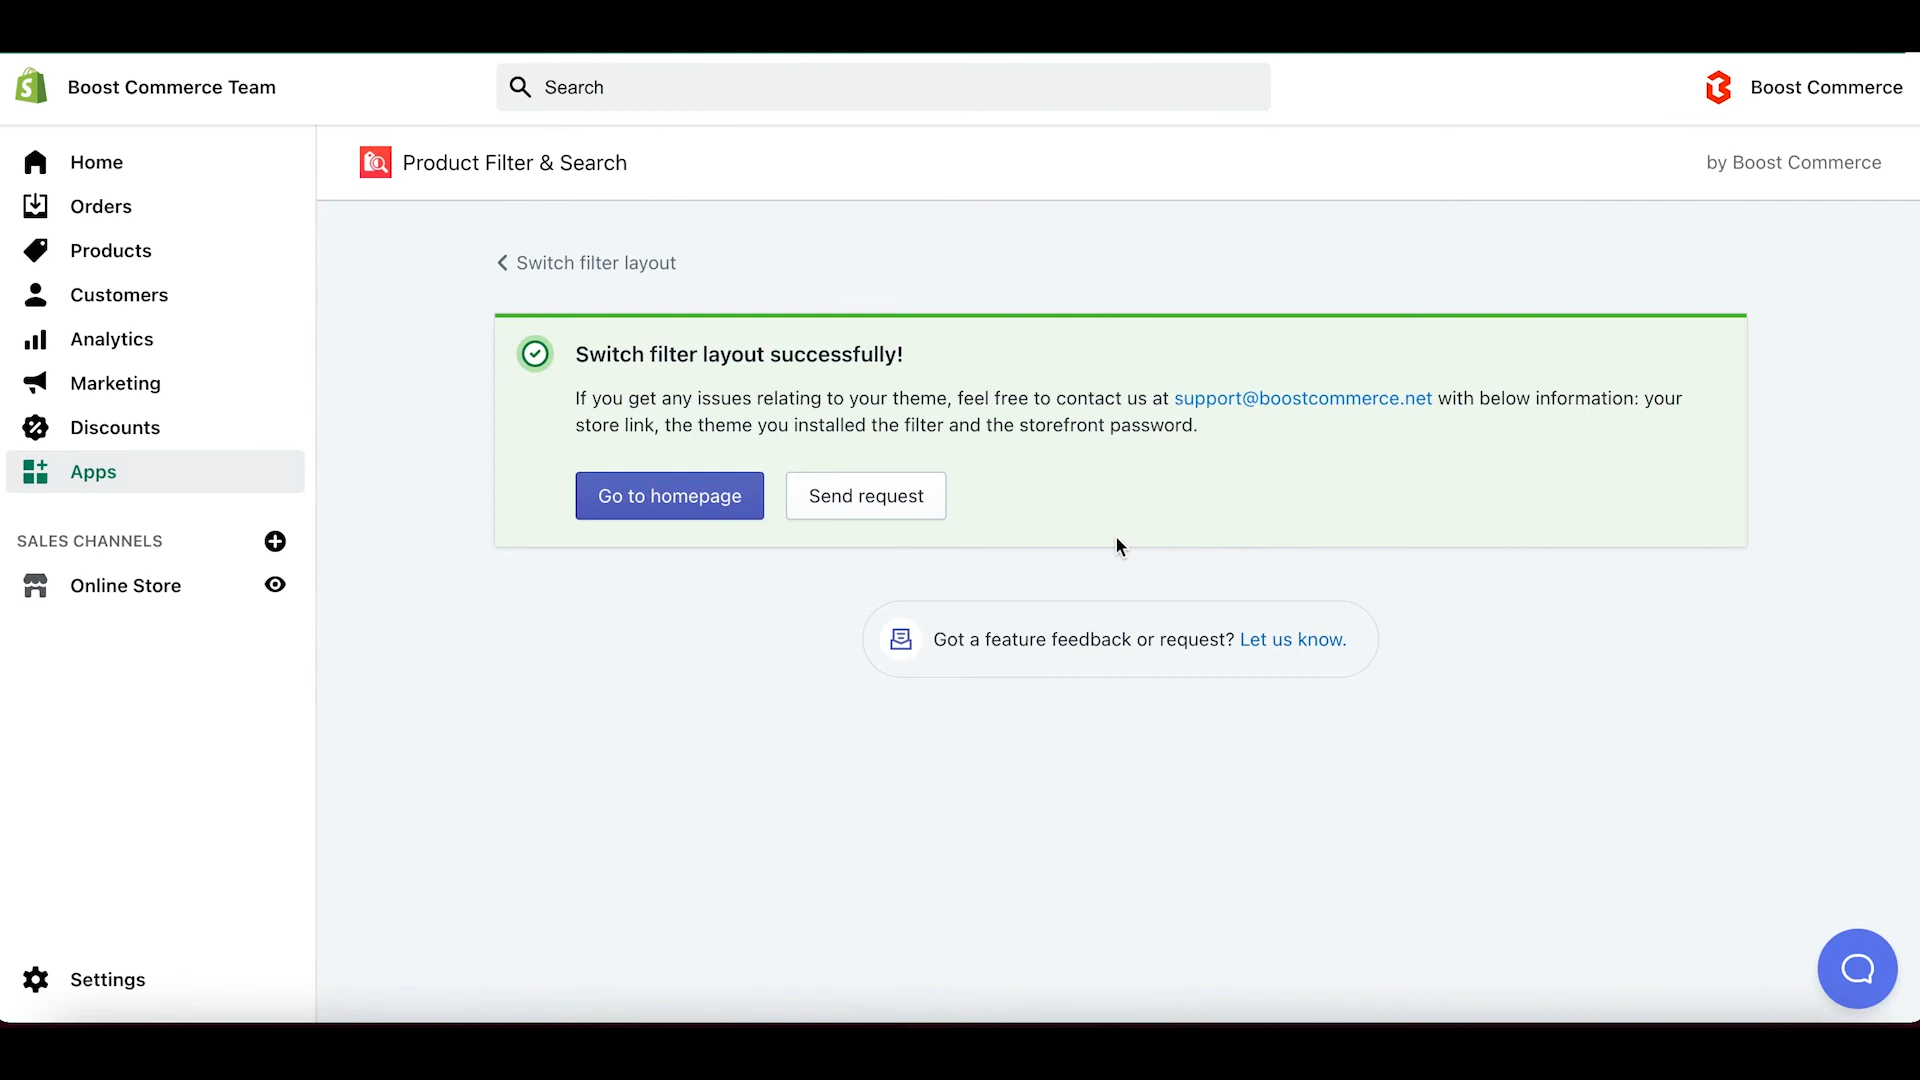 Boost Commerce Team
Search
Boost Commerce
Home
Orders
Products
Customers
Analytics
Marketing
Discounts
Apps
SALES CHANNELS
Online Store
Settings
Product Filter & Search
by Boost Commerce
Switch filter layout
Switch filter layout successfully!
If you get any issues relating to your theme, feel free to contact us at support@boostcommerce.net with below information: your
store link, the theme you installed the filter and the storefront password.
Go to homepage
Send request
Got a feature feedback or request? Let us know.